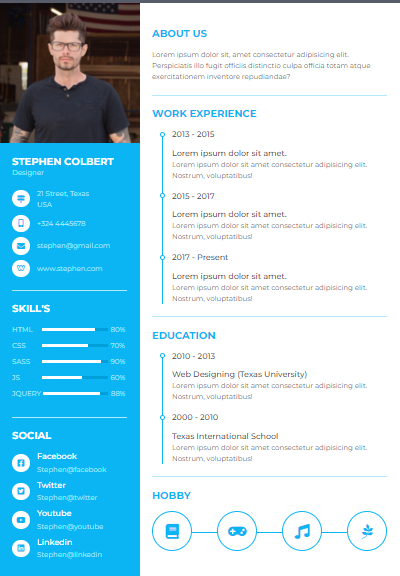 STEPHEN COLBERT
Designer
21 Street, Texas
USA
+324 4445678
stephen@gmail.com
www.stephen.com
SKILL'S
HTML 80%
CSS 70%
SASS 90%
JS 60%
JQUERY 88%
SOCIAL
Facebook
Stephen@facebook
Twitter
Stephen@twitter
Youtube
Stephen@youtube
Linkedin
Stephen@linkedin
ABOUT US
Lorem ipsum dolor sit, amet consectetur adipisicing elit.
Perspiciatis illo fugit officiis distinctio culpa officia totam atque
exercitationem inventore repudiandae?
WORK EXPERIENCE
2013 - 2015
Lorem ipsum dolor sit amet.
Lorem ipsum dolor sit amet consectetur adipisicing elit.
Nostrum, voluptatibus!
2015 - 2017
Lorem ipsum dolor sit amet.
Lorem ipsum dolor sit amet consectetur adipisicing elit.
Nostrum, voluptatibus!
2017 - Present
Lorem ipsum dolor sit amet.
Lorem ipsum dolor sit amet consectetur adipisicing elit.
Nostrum, voluptatibus!
EDUCATION
2010 - 2013
Web Designing (Texas University)
Lorem ipsum dolor sit amet consectetur adipisicing elit.
Nostrum, voluptatibus!
2000 - 2010
Texas International School
Lorem ipsum dolor sit amet consectetur adipisicing elit.
Nostrum, voluptatibus!
HOBBY